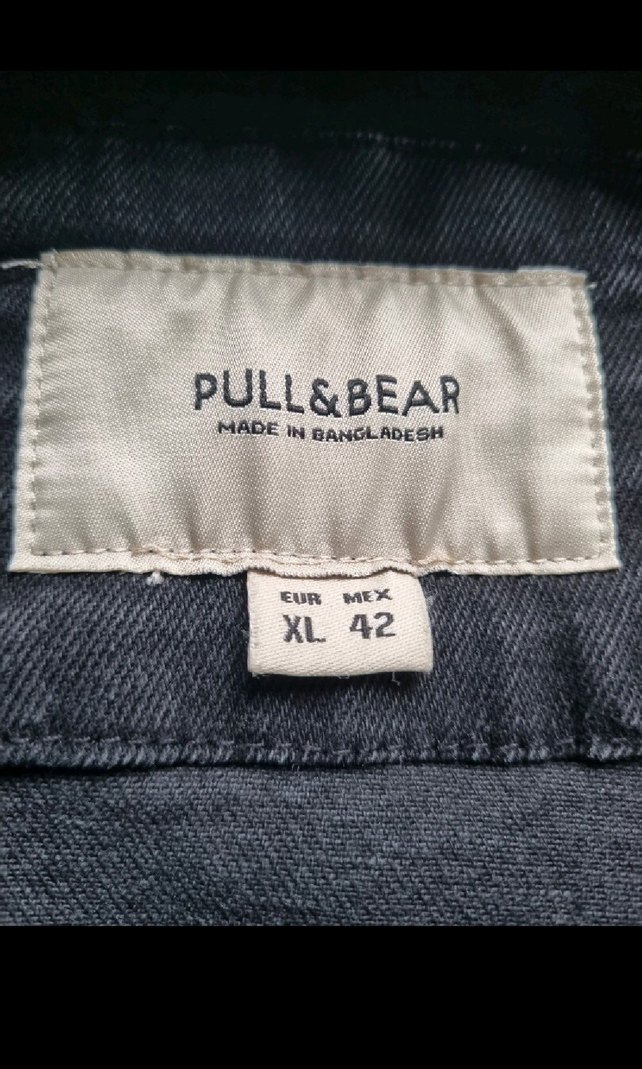 PULL&BEAR
MADE IN BANGLADESH
EUR MEX
XL 42